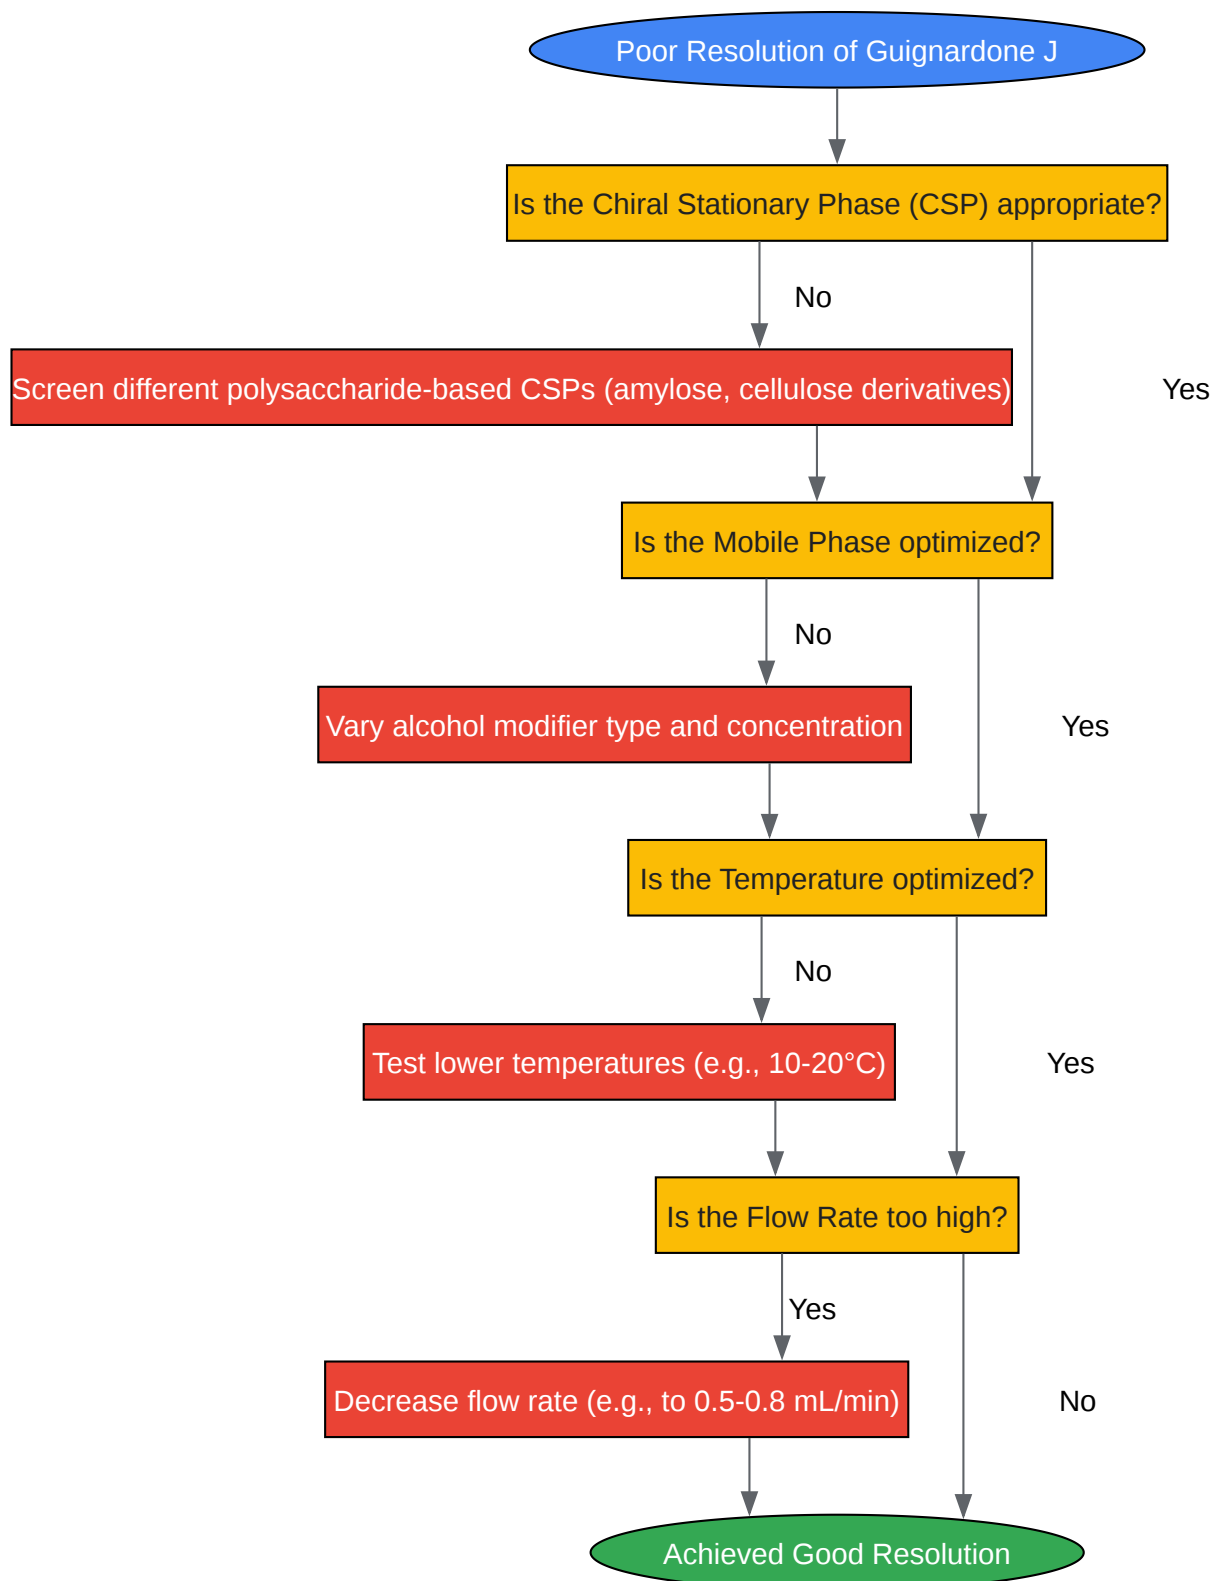 Poor Resolution of Guignardone J
Is the Chiral Stationary Phase (CSP) appropriate?
No
Screen different polysaccharide-based CSPs (amylose, cellulose derivatives)
Yes
Is the Mobile Phase optimized?
No
Vary alcohol modifier type and concentration
Yes
Is the Temperature optimized?
No
Test lower temperatures (e.g., 10-20°C)
Yes
Is the Flow Rate too high?
Yes
Decrease flow rate (e.g., to 0.5-0.8 mL/min)
No
Achieved Good Resolution